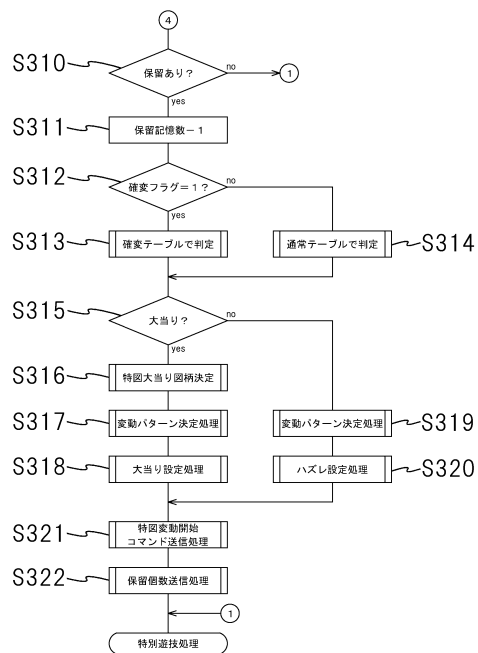 4
S310
保留あり?
no
1
yes
S311
保留記憶数-1
S312
確変フラグ=1?
no
yes
S313
確変テーブルで判定
通常テーブルで判定
S314
S315
大当り?
no
yes
S316
特図大当り図柄決定
S317
変動パターン決定処理
変動パターン決定処理
S319
S318
大当り設定処理
ハズレ設定処理
S320
S321
特図変動開始
コマンド送信処理
S322
保留個数送信処理
1
特別遊技処理